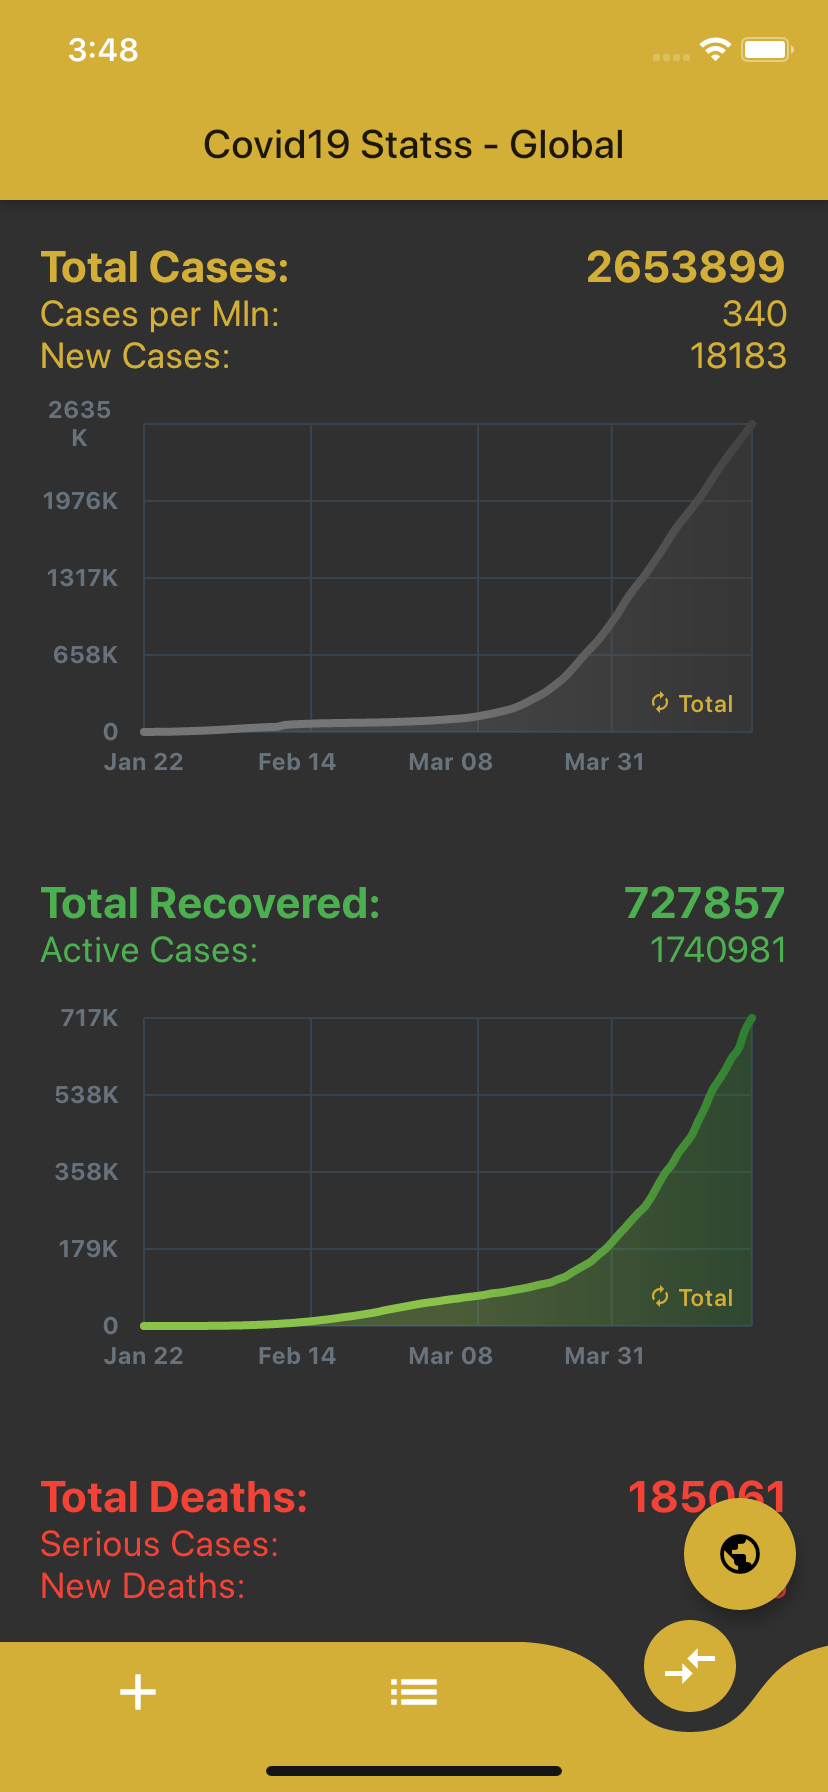 3:48
Covid19 Statss - Global
Total Cases: 2653899
Cases per Mln: 340
New Cases: 18183
2635
K
1976K
1317K
658K
0
Total
Jan 22 Feb 14 Mar 08 Mar 31
Total Recovered: 727857
Active Cases: 1740981
717K
538K
358K
179K
0
Total
Jan 22 Feb 14 Mar 08 Mar 31
Total Deaths: 185061
Serious Cases:
New Deaths: